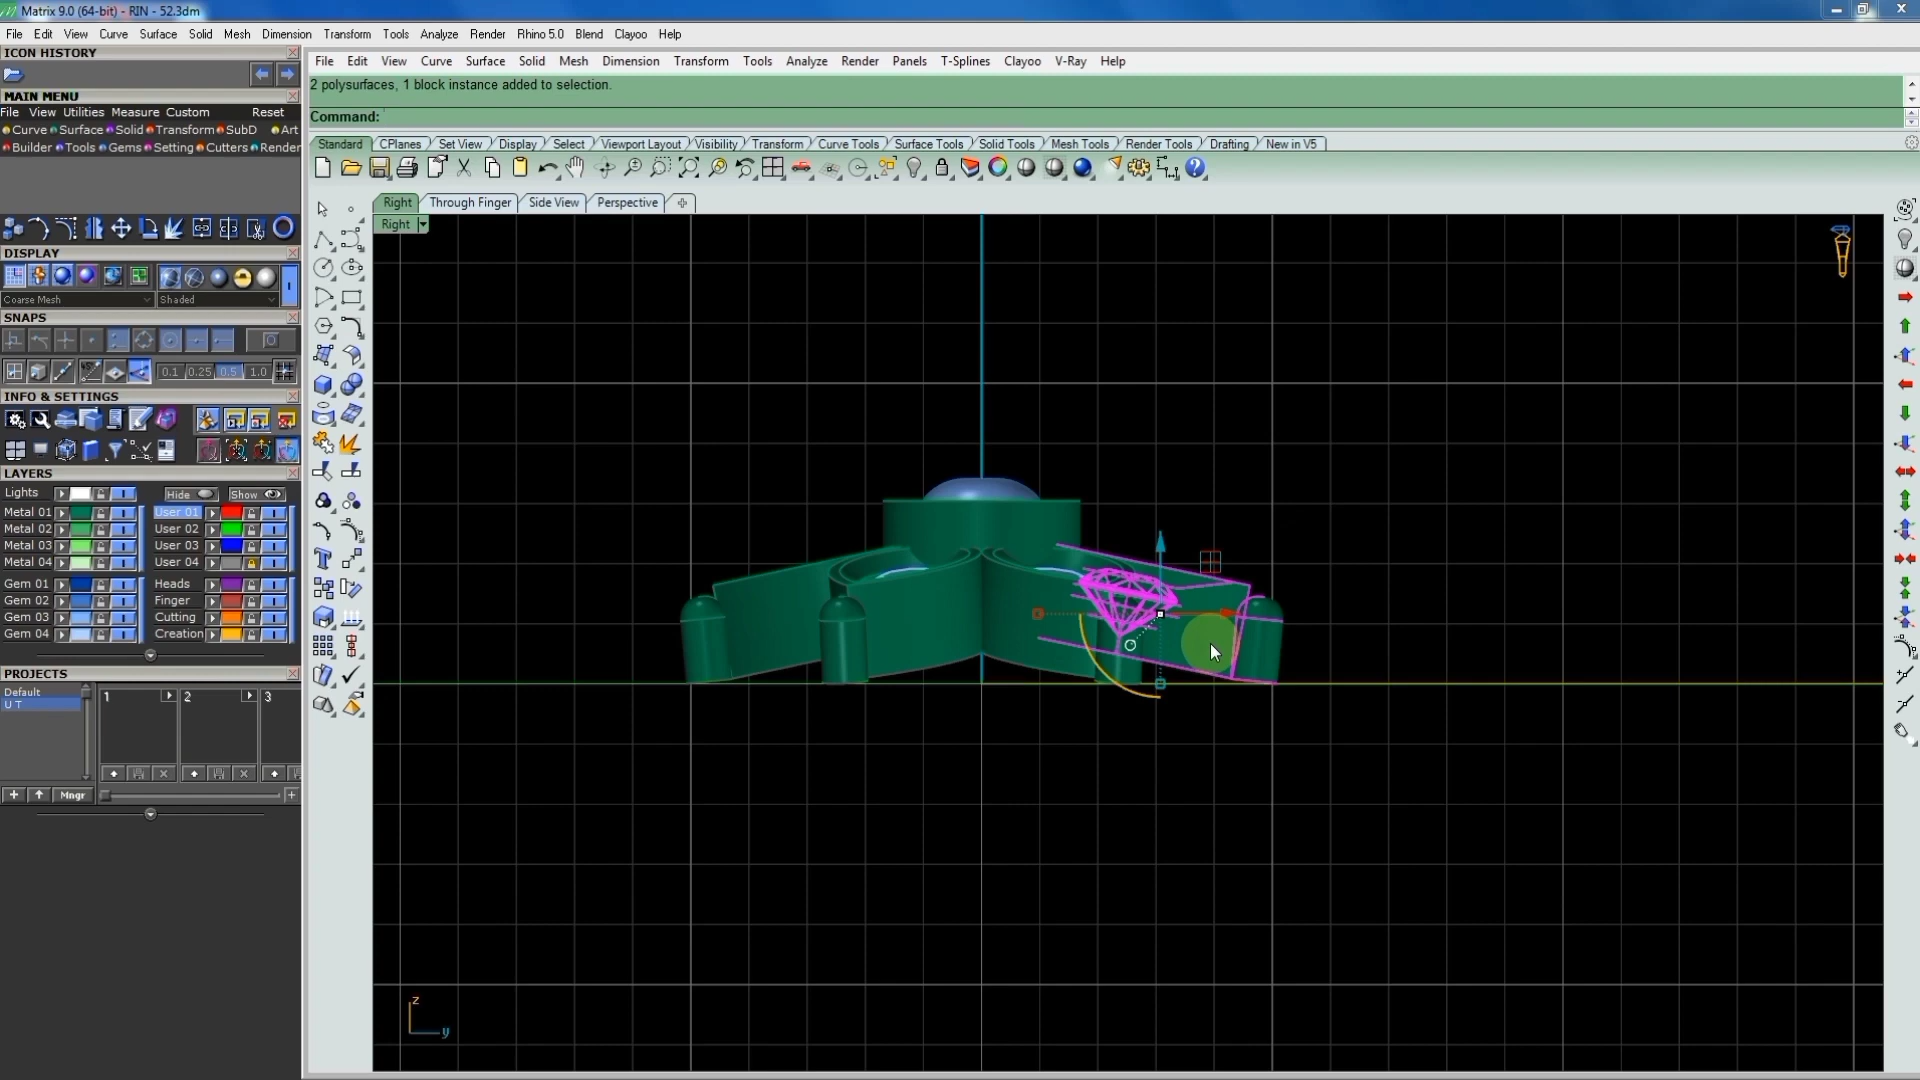 Matrix 9.0 (64-bit) - RIN - 52.3dm
File Edit View Curve Surface Solid Mesh Dimension Transform Tools Analyze Render Rhino 5.0 Blend Clayoo Help
ICON HISTORY
MAIN MENU
File View Utilities Measure Custom Reset
Curve Surface Solid Transform SubD Art
Builder Tools Gems Setting Cutters Render
DISPLAY
Coarse Mesh Shaded
SNAPS
0.1 0.25 0.5 1.0
INFO & SETTINGS
LAYERS
Lights Hide Show
Metal 01 User 01
Metal 02 User 02
Metal 03 User 03
Metal 04 User 04
Gem 01 Heads
Gem 02 Finger
Gem 03 Cutting
Gem 04 Creation
PROJECTS
Default
U T
1 2 3
Mngr
File Edit View Curve Surface Solid Mesh Dimension Transform Tools Analyze Render Panels T-Splines Clayoo V-Ray Help
2 polysurfaces, 1 block instance added to selection.
Command:
Standard CPlanes Set View Display Select Viewport Layout Visibility Transform Curve Tools Surface Tools Solid Tools Mesh Tools Render Tools Drafting New in V5
Right Through Finger Side View Perspective
Right
z
y